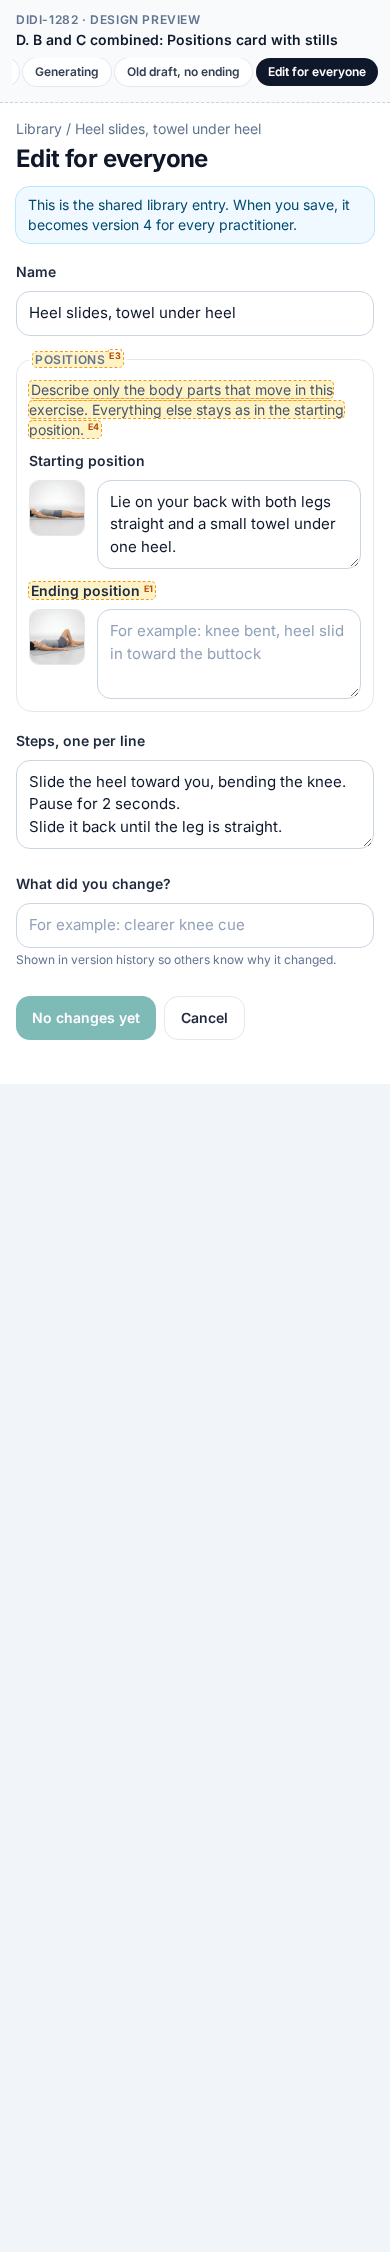 DIDI-1282 · DESIGN PREVIEW
D. B and C combined: Positions card with stills
Generating
Old draft, no ending
Edit for everyone
Library / Heel slides, towel under heel
Edit for everyone
This is the shared library entry. When you save, it
becomes version 4 for every practitioner.
Name
Heel slides, towel under heel
POSITIONS E3
Describe only the body parts that move in this
exercise. Everything else stays as in the starting
position. E4
Starting position
Lie on your back with both legs
straight and a small towel under
one heel.
Ending position E1
For example: knee bent, heel slid
in toward the buttock
Steps, one per line
Slide the heel toward you, bending the knee.
Pause for 2 seconds.
Slide it back until the leg is straight.
What did you change?
For example: clearer knee cue
Shown in version history so others know why it changed.
No changes yet
Cancel